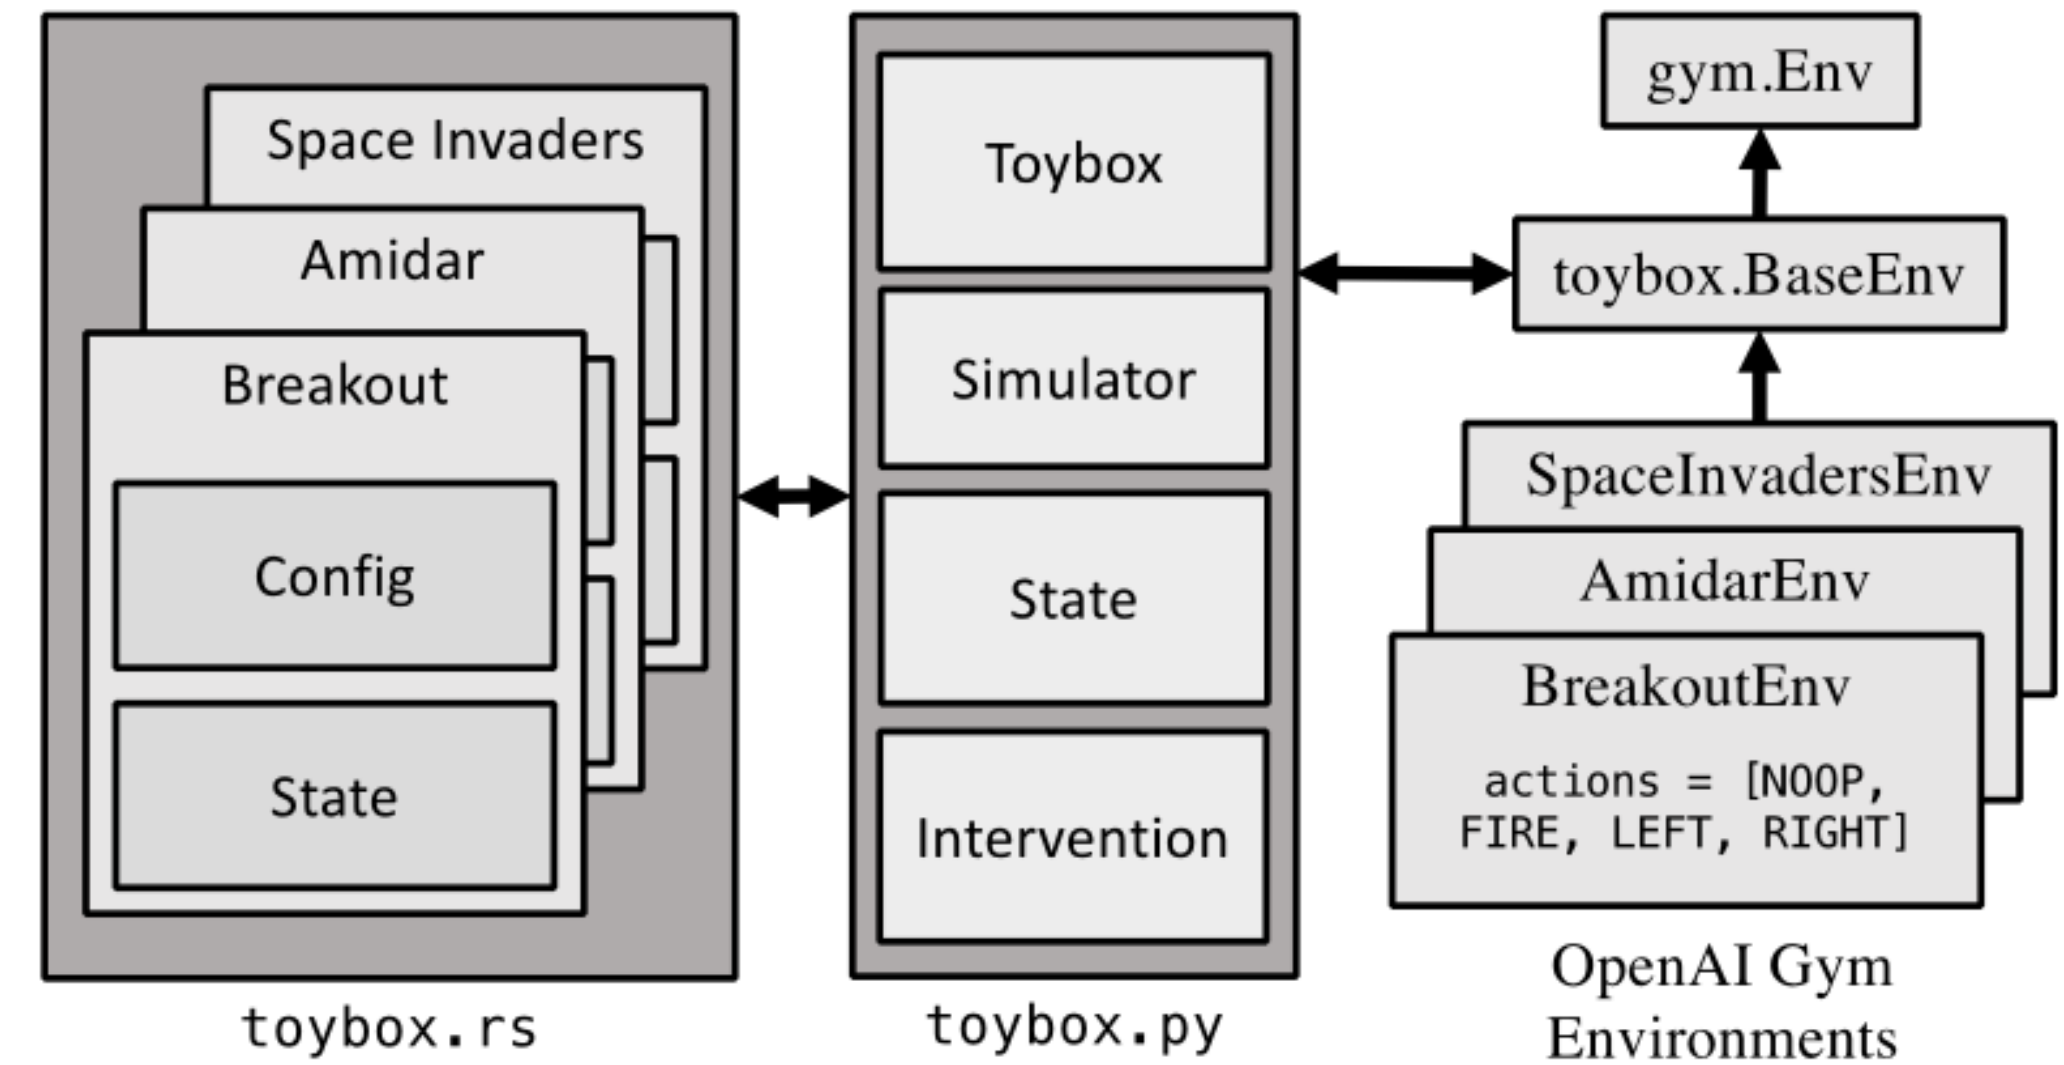 Space Invaders
Amidar
Breakout
Config
State
toybox.rs
Toybox
Simulator
State
Intervention
toybox.py
gym.Env
toybox.BaseEnv
SpaceInvadersEnv
AmidarEnv
BreakoutEnv
actions = [NOOP,
FIRE, LEFT, RIGHT]
OpenAI Gym
Environments